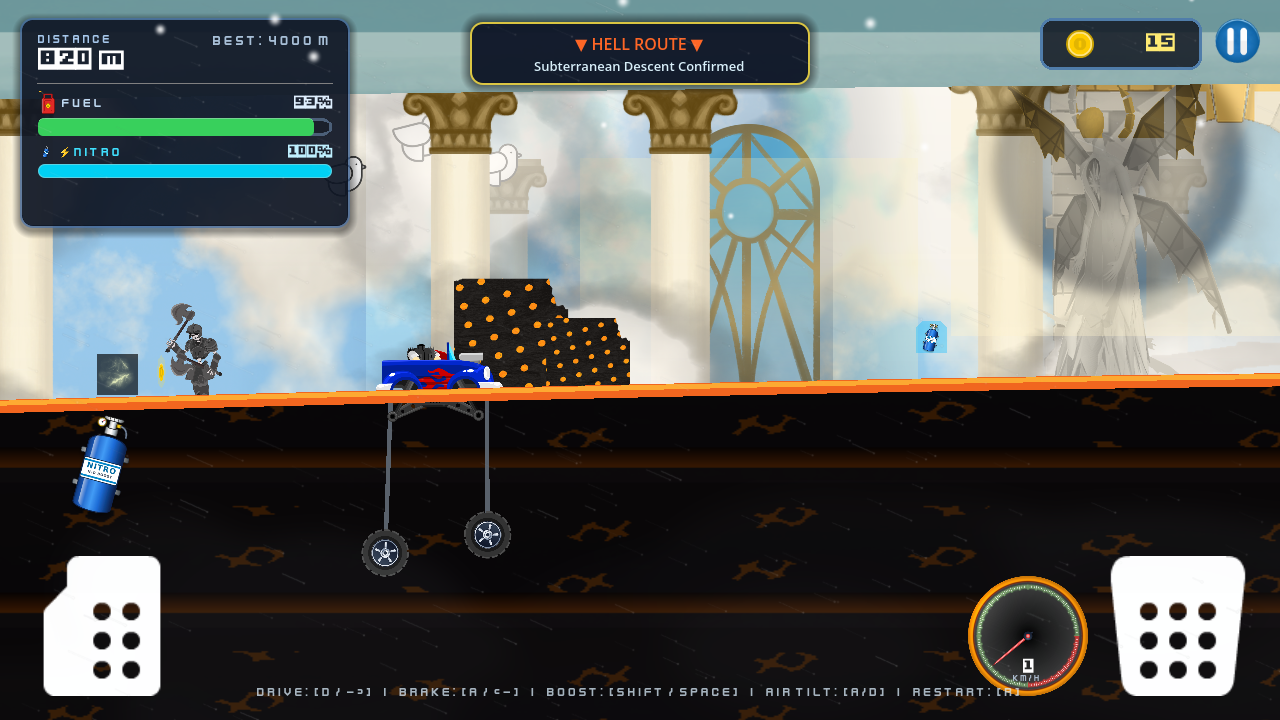 DISTANCE
820 m
BEST: 4000 M
▼ HELL ROUTE ▼
Subterranean Descent Confirmed
15
FUEL
93%
⚡NITRO
100%
NITRO
1
KM/H
DRIVE: [D / →] | BRAKE: [A / ←] | BOOST: [SHIFT / SPACE] | AIR TILT: [A/D] | RESTART: [R]